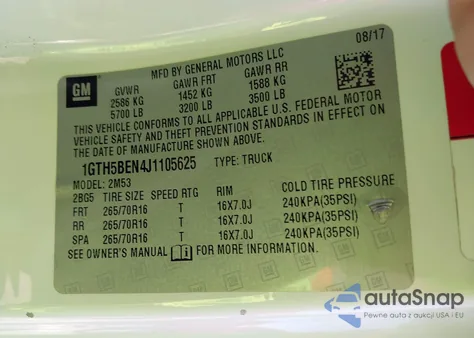 08/17
MFD BY GENERAL MOTORS LLC
GM GVWR GAWR FRT GAWR RR
2586 KG 1452 KG 1588 KG
5700 LB 3200 LB 3500 LB
THIS VEHICLE CONFORMS TO ALL APPLICABLE U.S. FEDERAL MOTOR
VEHICLE SAFETY AND THEFT PREVENTION STANDARDS IN EFFECT ON
THE DATE OF MANUFACTURE SHOWN ABOVE.
1GTH5BEN4J1105625 TYPE: TRUCK
MODEL: 2M53
2BG5 TIRE SIZE SPEED RTG RIM COLD TIRE PRESSURE
FRT 265/70R16 T 16X7.0J 240KPA(35PSI)
RR 265/70R16 T 16X7.0J 240KPA(35PSI)
SPA 265/70R16 T 16X7.0J 240KPA(35PSI)
SEE OWNER'S MANUAL FOR MORE INFORMATION.
autaSnap
Pewne auta z aukcji USA i EU